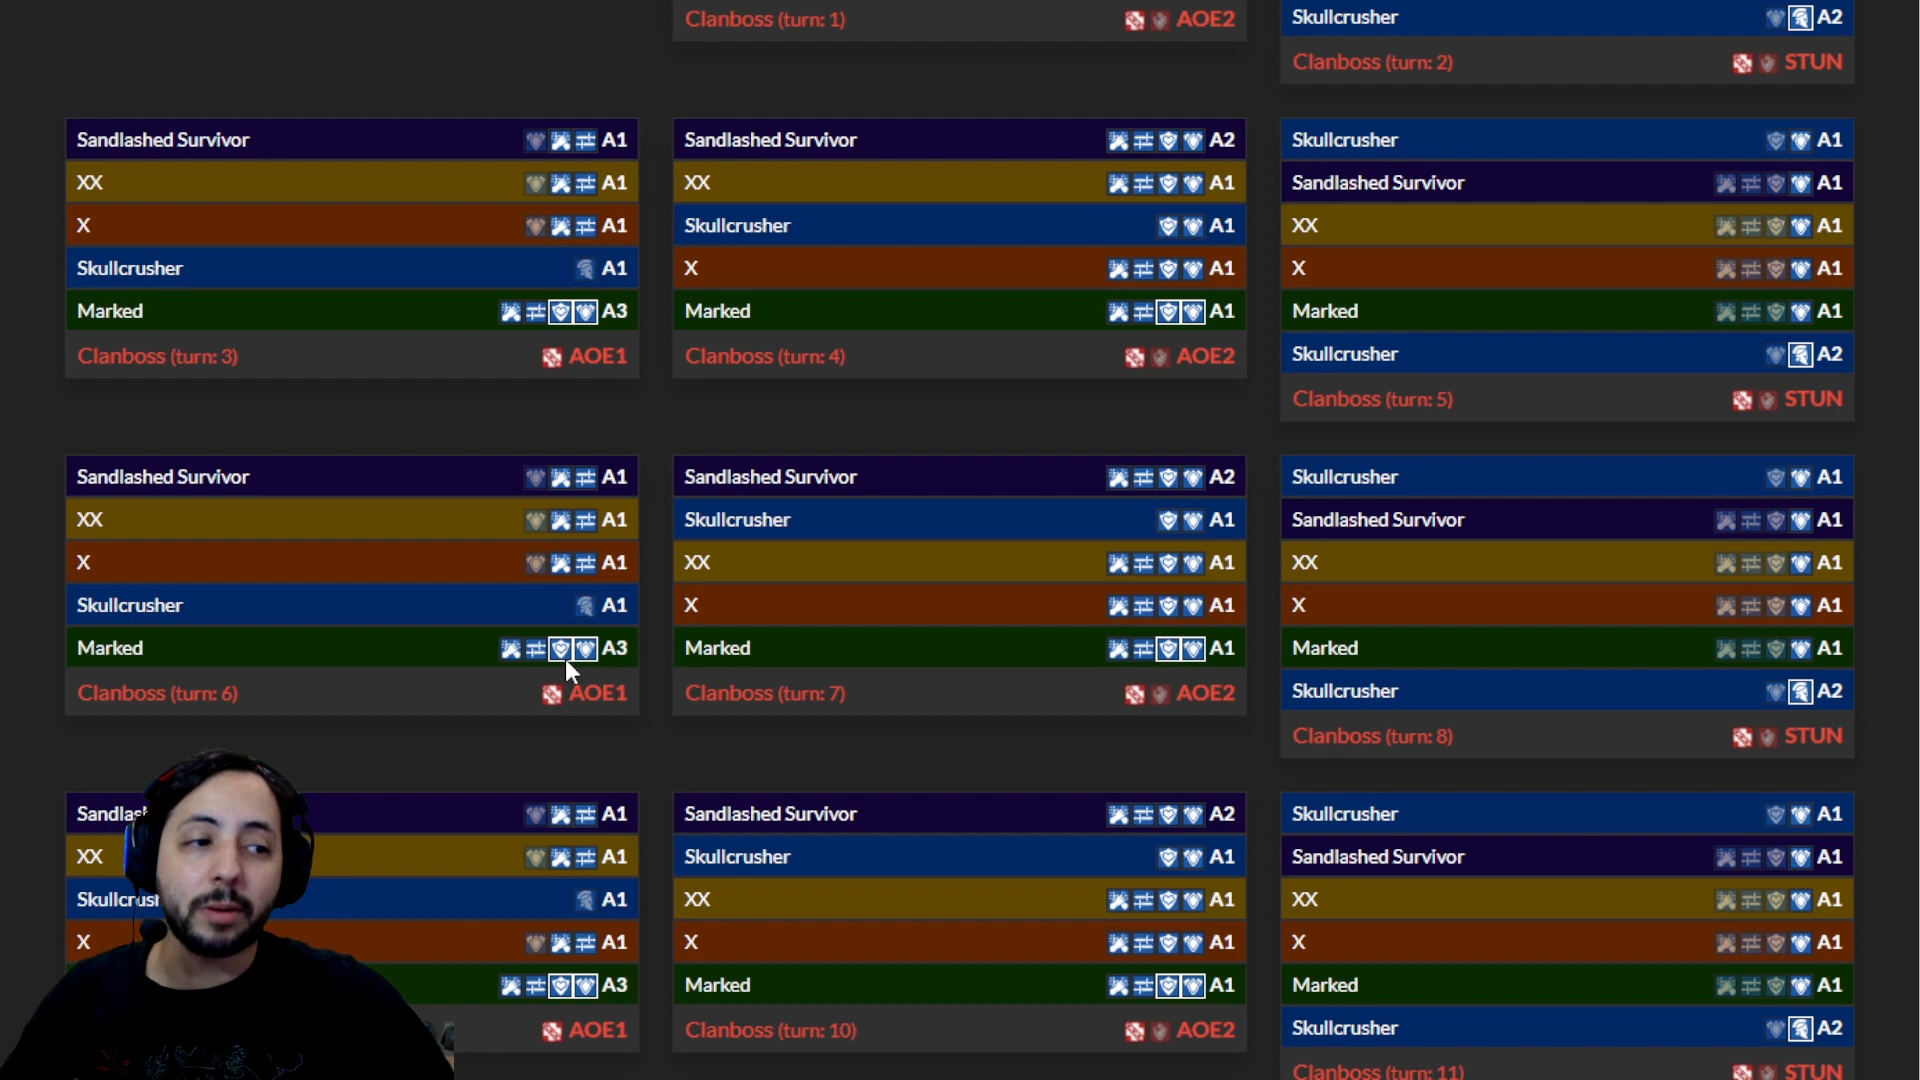 Clanboss (turn: 1) AOE2
Skullcrusher A2
Clanboss (turn: 2) STUN
Sandlashed Survivor A1
XX A1
X A1
Skullcrusher A1
Marked A3
Clanboss (turn: 3) AOE1
Sandlashed Survivor A2
XX A1
Skullcrusher A1
X A1
Marked A1
Clanboss (turn: 4) AOE2
Skullcrusher A1
Sandlashed Survivor A1
XX A1
X A1
Marked A1
Skullcrusher A2
Clanboss (turn: 5) STUN
Sandlashed Survivor A1
XX A1
X A1
Skullcrusher A1
Marked A3
Clanboss (turn: 6) AOE1
Sandlashed Survivor A2
Skullcrusher A1
XX A1
X A1
Marked A1
Clanboss (turn: 7) AOE2
Skullcrusher A1
Sandlashed Survivor A1
XX A1
X A1
Marked A1
Skullcrusher A2
Clanboss (turn: 8) STUN
A1
XX A1
A1
X A1
A3
AOE1
Sandlashed Survivor A2
Skullcrusher A1
XX A1
X A1
Marked A1
Clanboss (turn: 10) AOE2
Skullcrusher A1
Sandlashed Survivor A1
XX A1
X A1
Marked A1
Skullcrusher A2
Clanboss (turn: 11) STUN